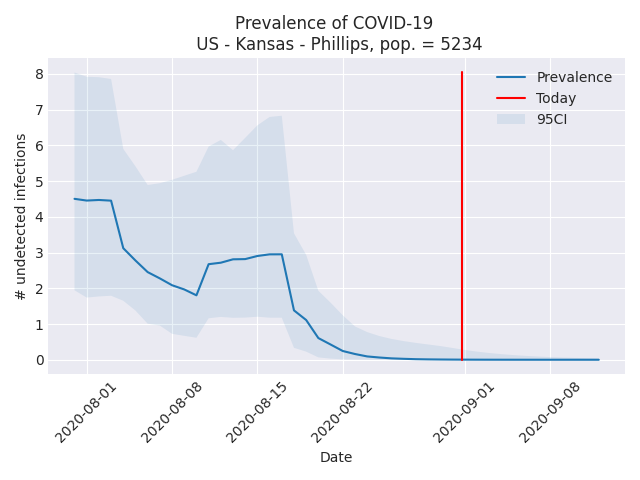 Prevalence of COVID-19
US - Kansas - Phillips, pop. = 5234
Prevalence
Today
95CI
# undetected infections
8
7
6
5
4
3
2
1
0
2020-08-01
2020-08-08
2020-08-15
2020-08-22
2020-09-01
2020-09-08
Date